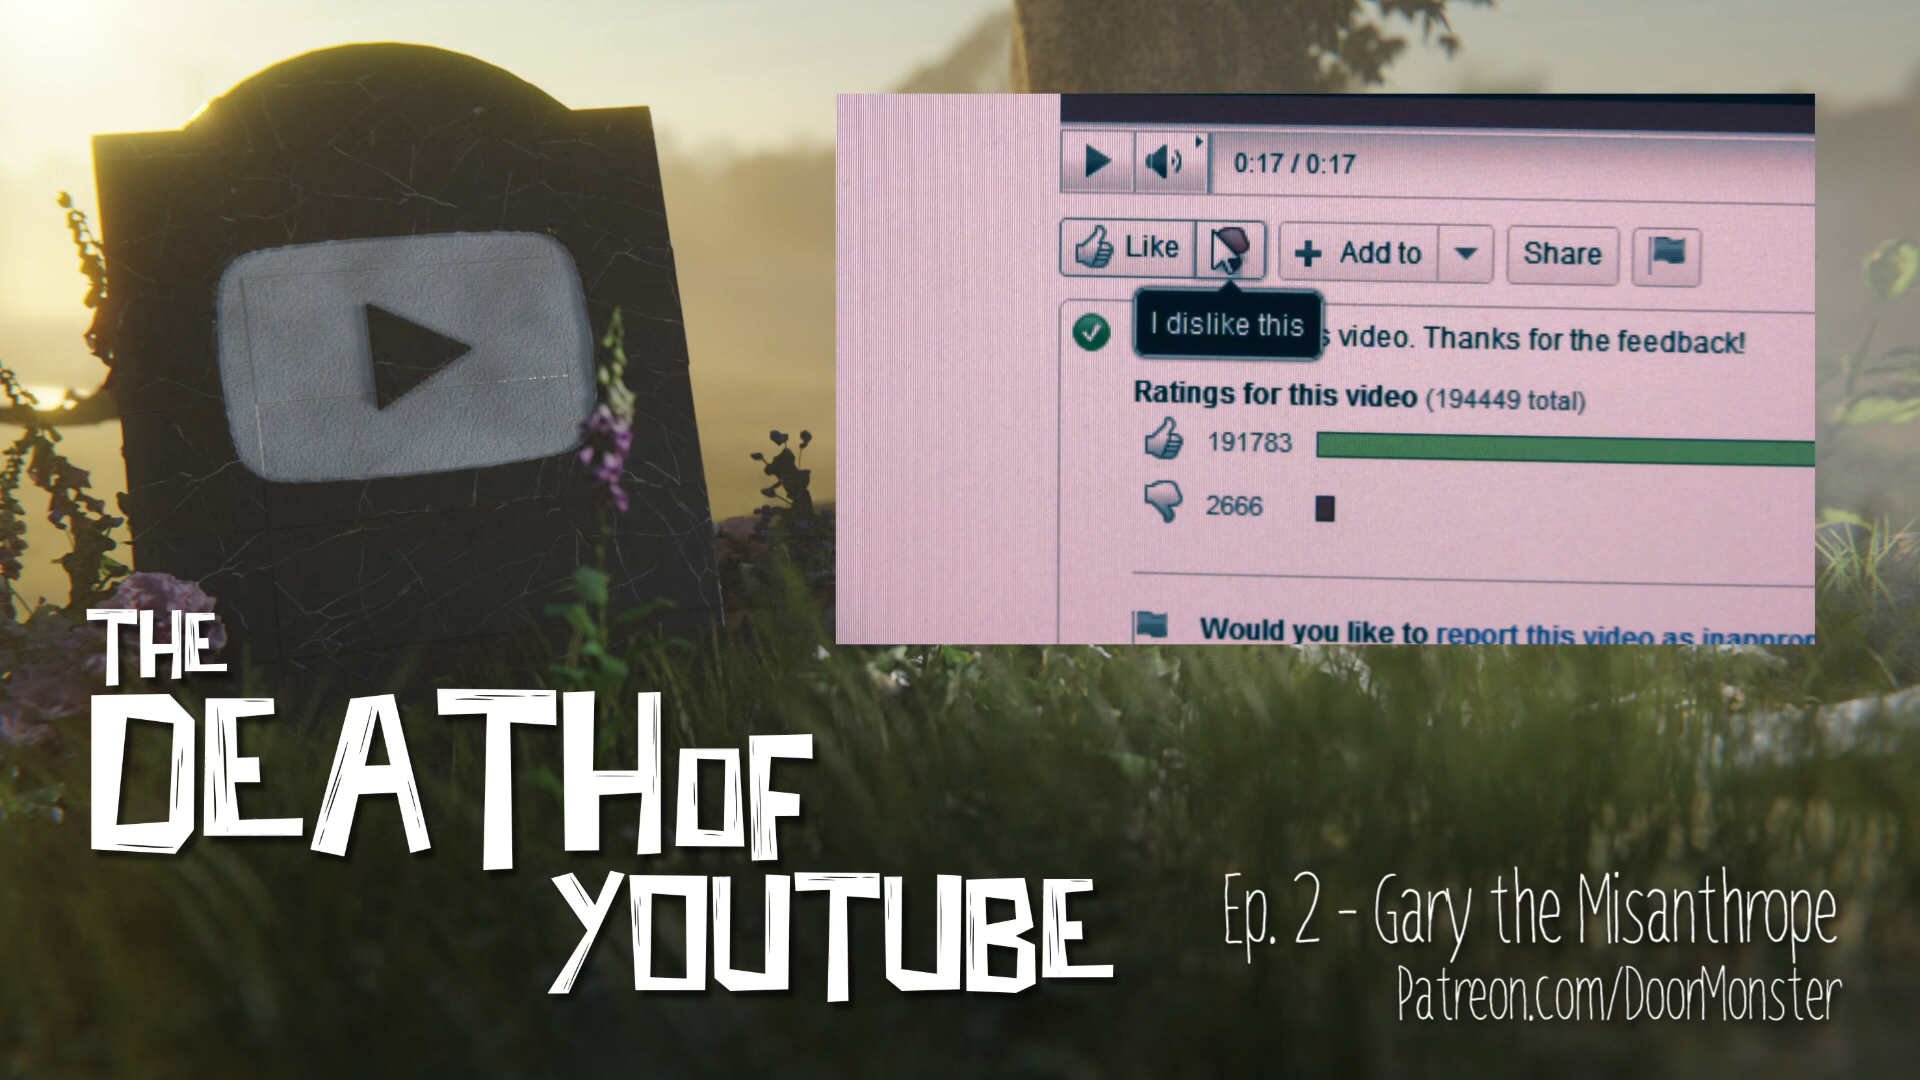 0:17 / 0:17
Like
Add to
Share
I dislike this
video. Thanks for the feedback!
Ratings for this video (194449 total)
191783
2666
Would you like to report this video as
THE
DEATH OF
YOUTUBE
Ep. 2 - Gary the Misanthrope
Patreon.com/DoorMonster